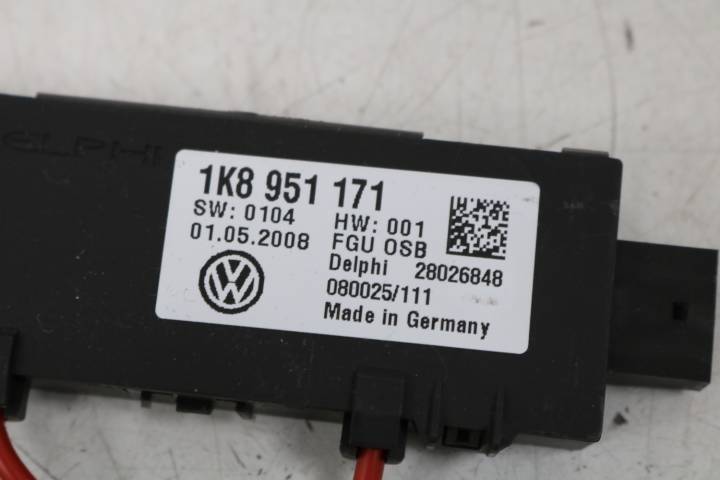 DELPHI
1K8 951 171
SW: 0104 HW: 001
01.05.2008 FGU OSB
Delphi 28026848
080025/111
Made in Germany